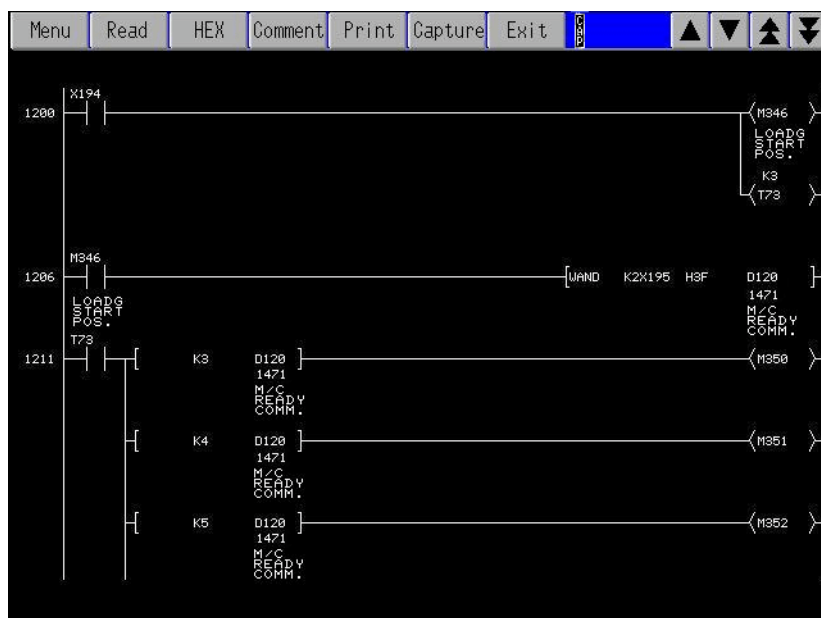 Menu Read HEX Comment Print Capture Exit CAP
X194
1200 M346
LOADG
START
POS.
K3
T73
M346
1206 WAND K2X195 H3F D120
LOADG
START
POS.
1471
M/C
READY
COMM.
T73
1211 K3 D120 M350
1471
M/C
READY
COMM.
K4 D120 M351
1471
M/C
READY
COMM.
K5 D120 M352
1471
M/C
READY
COMM.